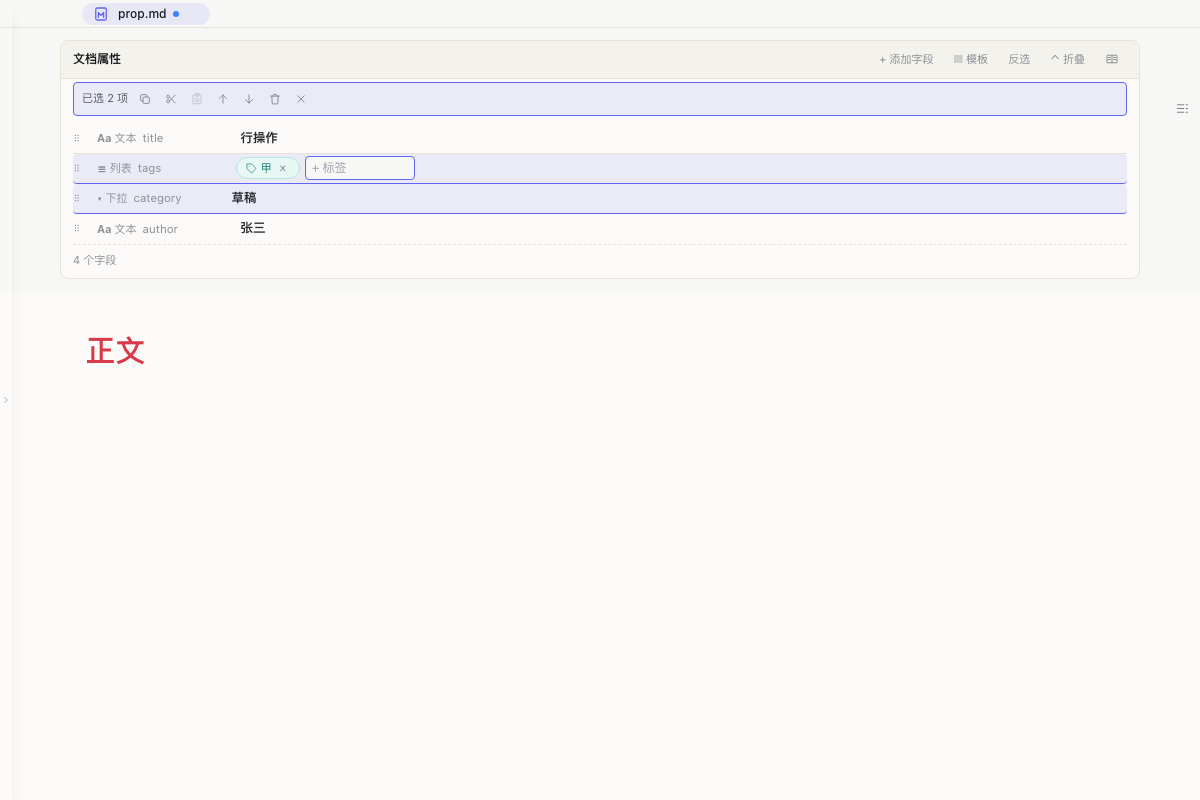 prop.md
文档属性 + 添加字段 模板 反选 折叠
已选 2 项
Aa 文本 title 行操作
列表 tags 甲 × + 标签
下拉 category 草稿
Aa 文本 author 张三
4 个字段
正文